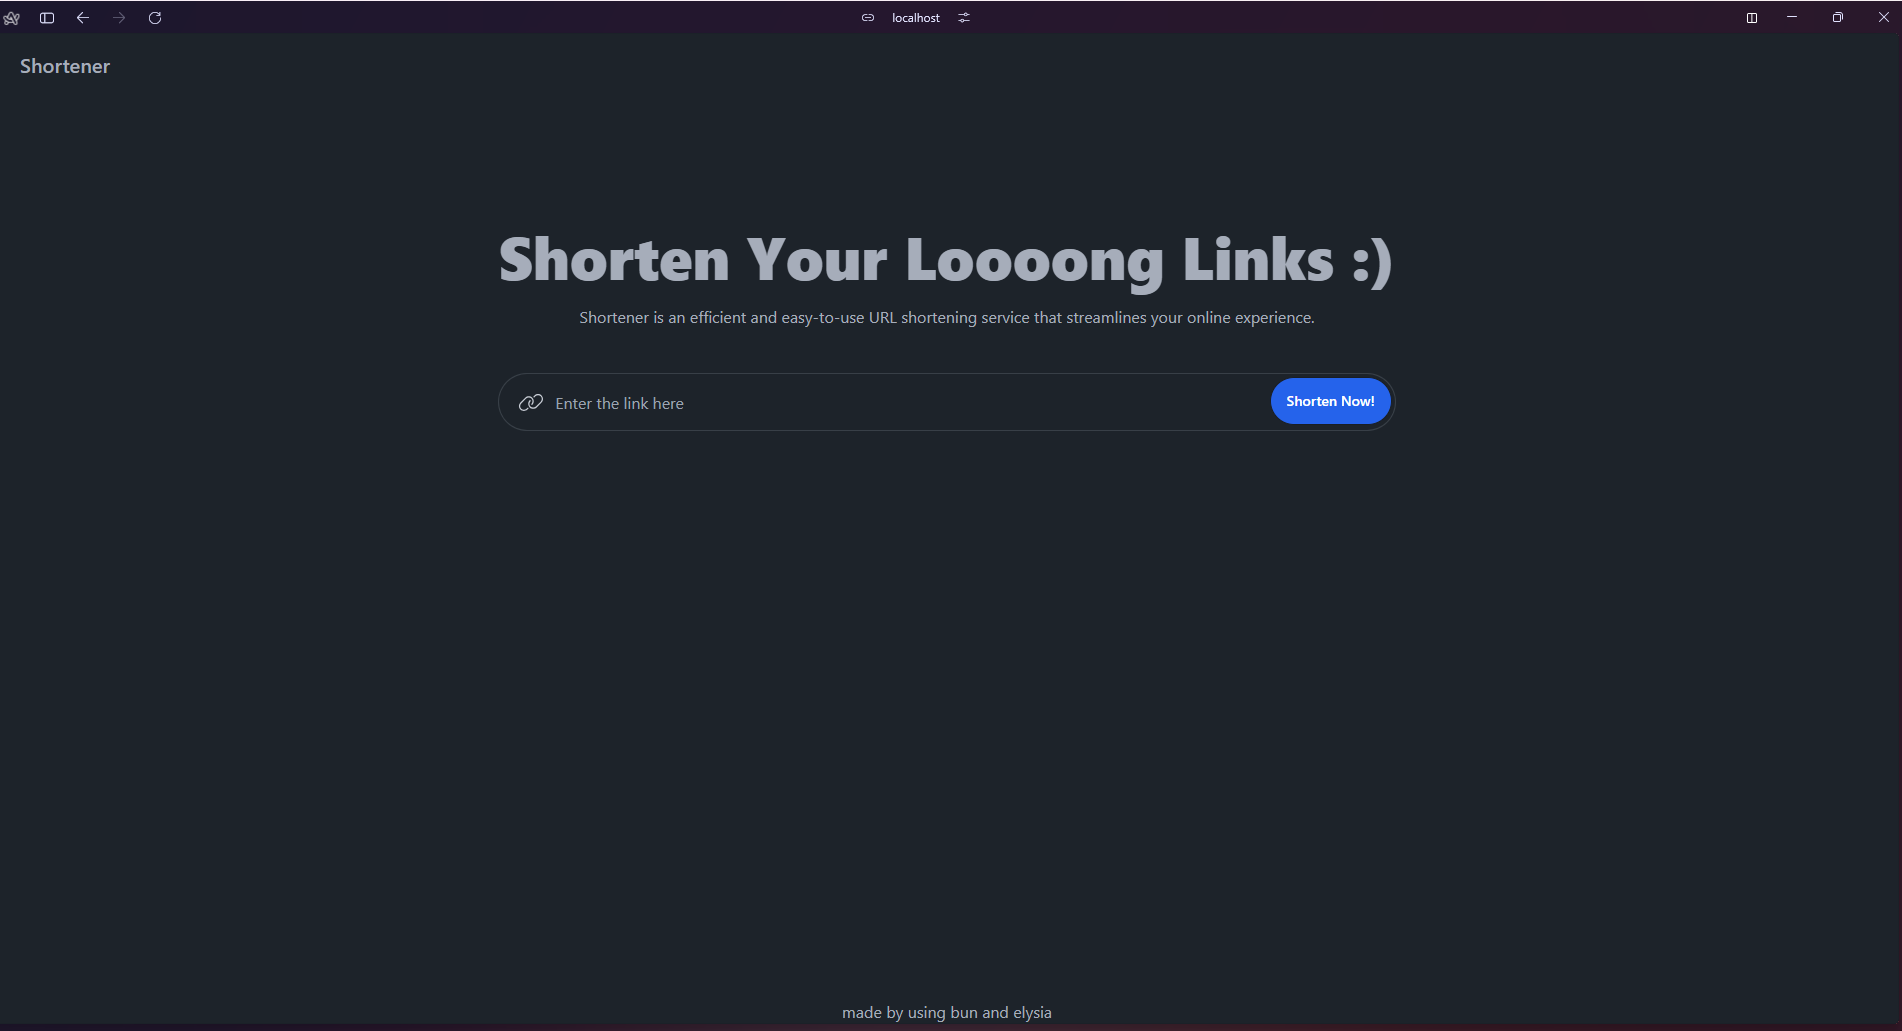 localhost
Shortener
Shorten Your Loooong Links :)
Shortener is an efficient and easy-to-use URL shortening service that streamlines your online experience.
Enter the link here
Shorten Now!
made by using bun and elysia